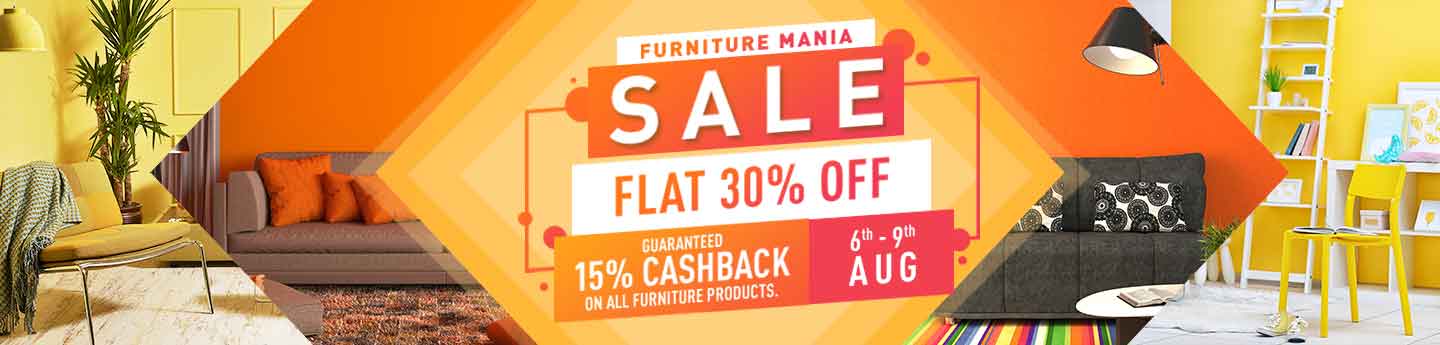 FURNITURE MANIA
SALE
FLAT 30% OFF
GUARANTEED
15% CASHBACK
ON ALL FURNITURE PRODUCTS.
6th - 9th
AUG